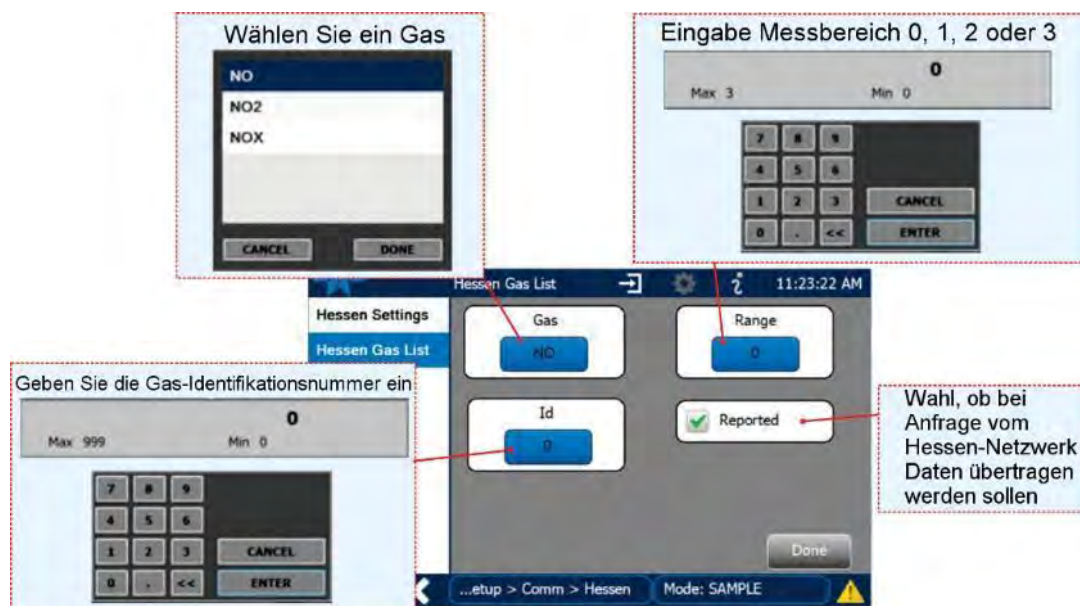 Wählen Sie ein Gas
NO
NO2
NOX
CANCEL DONE
Eingabe Messbereich 0, 1, 2 oder 3
0
Max 3 Min 0
7 8 9
4 5 6
1 2 3 CANCEL
0 . << ENTER
Hessen Gas List 11:23:22 AM
Hessen Settings
Hessen Gas List
Gas
NO
Range
0
Id
0
Reported
Done
...etup > Comm > Hessen Mode: SAMPLE
Geben Sie die Gas-Identifikationsnummer ein
0
Max 999 Min 0
7 8 9
4 5 6
1 2 3 CANCEL
0 . << ENTER
Wahl, ob bei
Anfrage vom
Hessen-Netzwerk
Daten übertragen
werden sollen